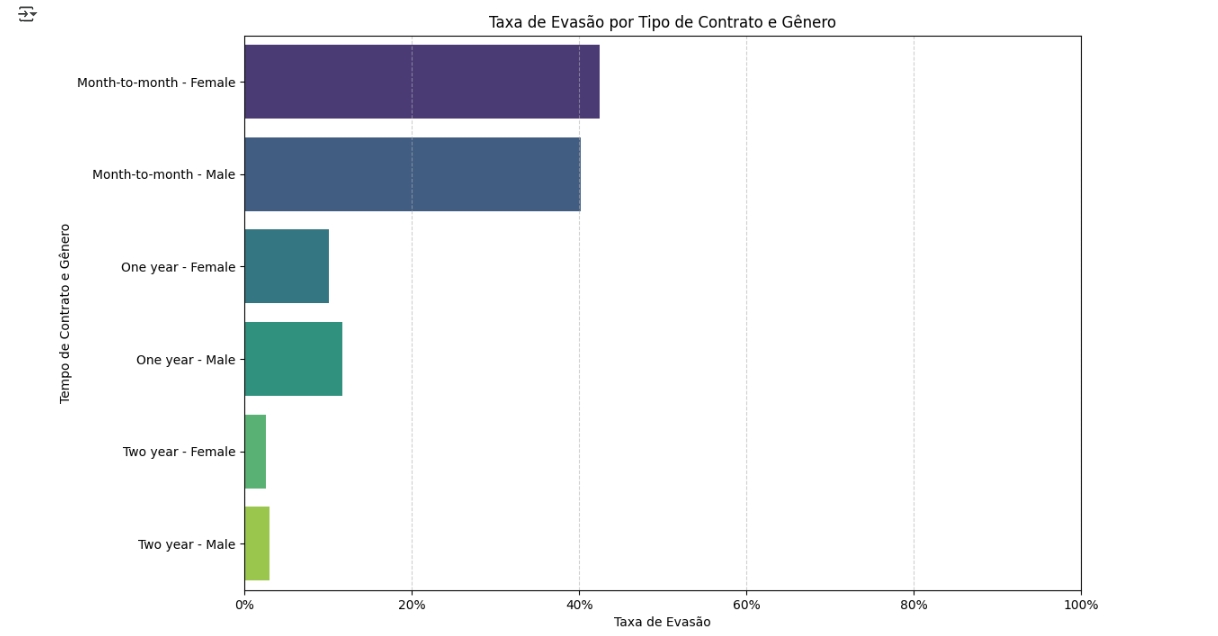 Taxa de Evasão por Tipo de Contrato e Gênero
Tempo de Contrato e Gênero
Month-to-month - Female
Month-to-month - Male
One year - Female
One year - Male
Two year - Female
Two year - Male
0% 20% 40% 60% 80% 100%
Taxa de Evasão